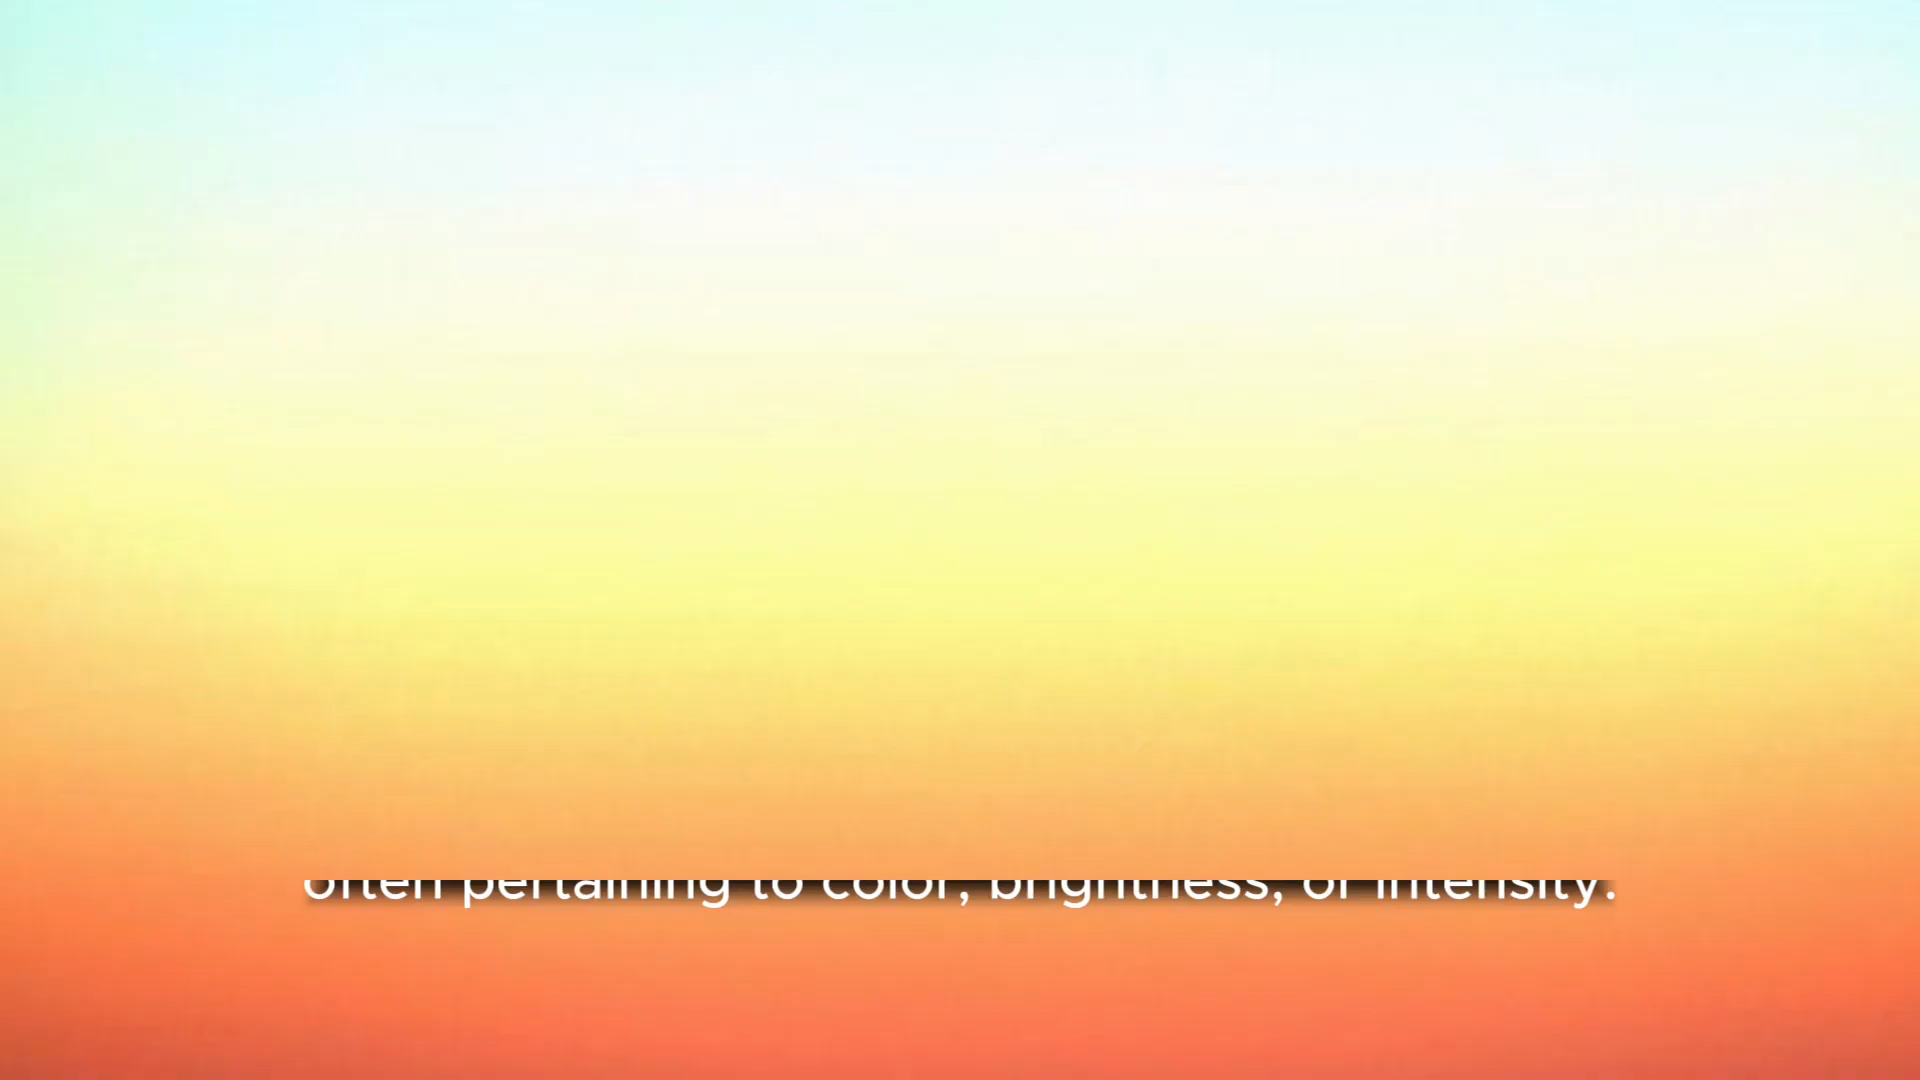 often pertaining to color, brightness, or intensity.